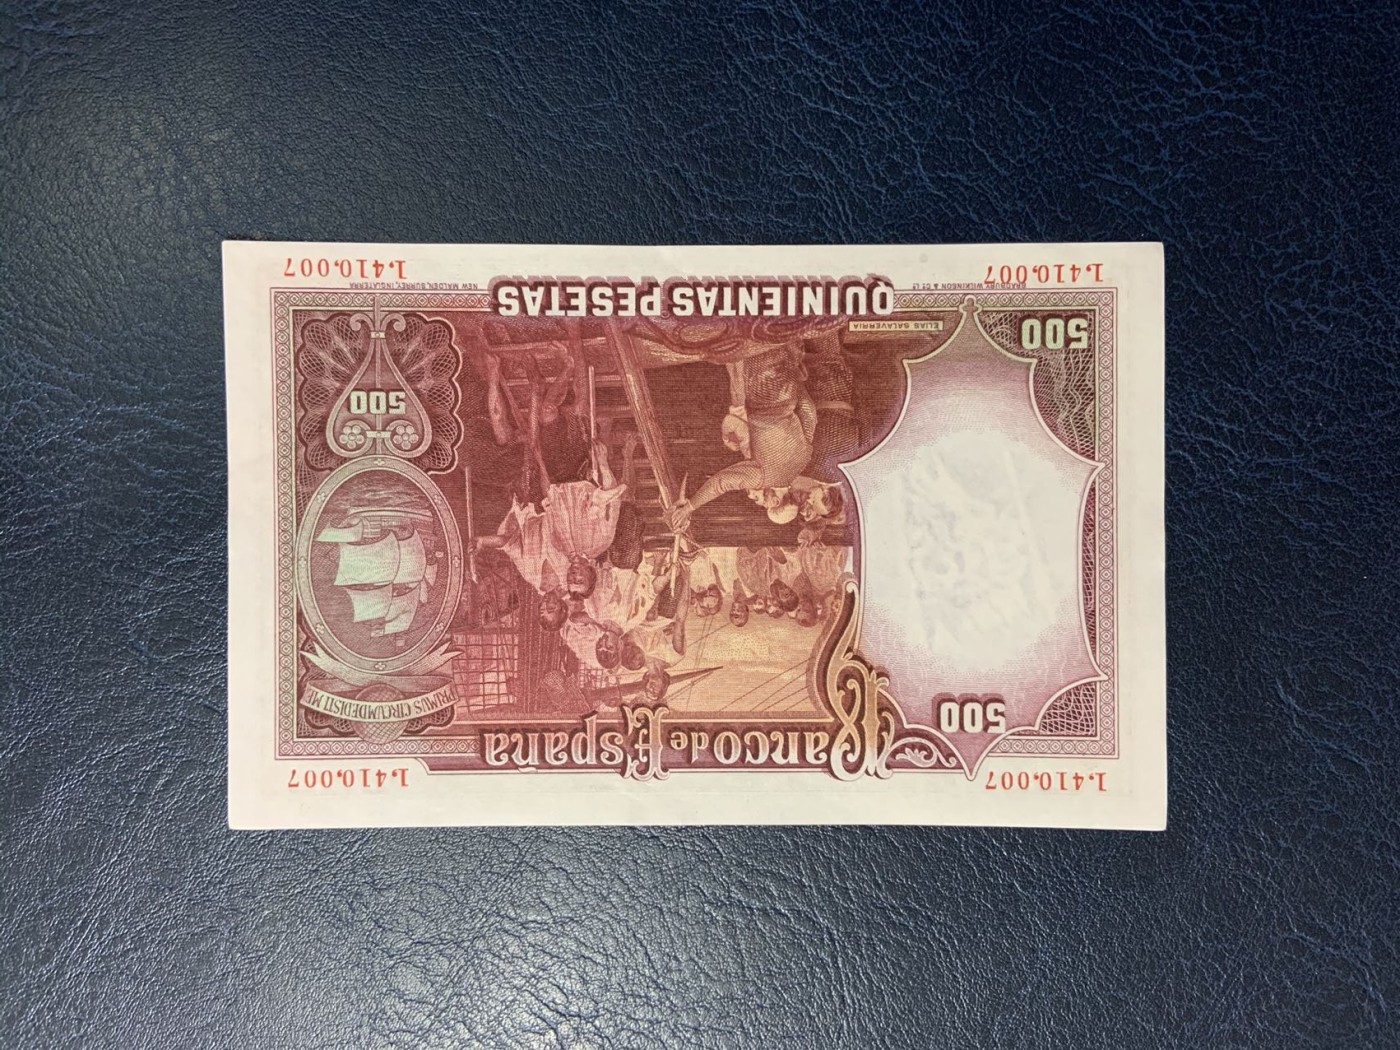 1.410.007
1.410.007
Banco de España
500
PRIMUS CIRCUMDEDISTI ME
500
500
ELIAS SALAVERRIA
QUINIENTAS PESETAS
BRADBURY WILKINSON & Cº Lᵈ
NEW MALDEN, SURREY, INGLATERRA
1.410.007
1.410.007